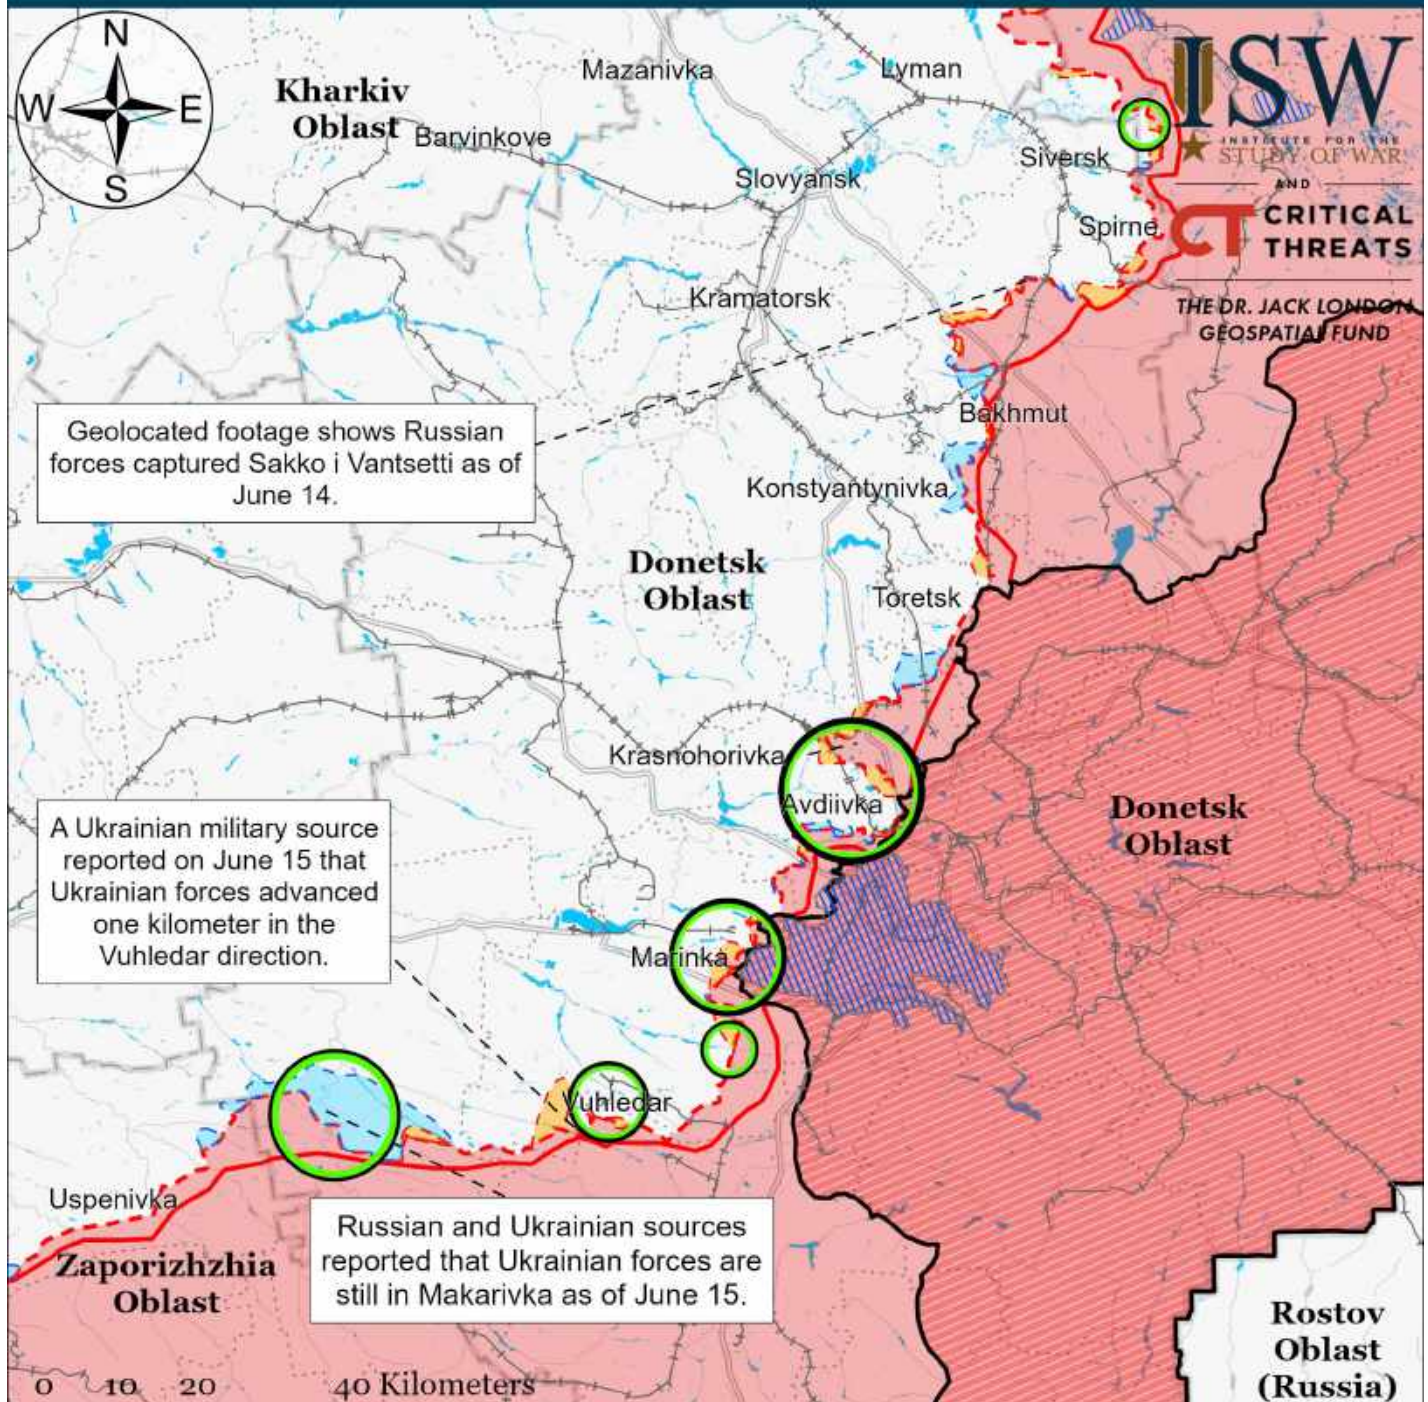 N
W
E
S
Kharkiv
Oblast
Mazanivka
Lyman
Barvinkove
Slovyansk
Siversk
Spirne
Kramatorsk
ISW
INSTITUTE FOR THE
STUDY OF WAR
AND
CT CRITICAL
THREATS
THE DR. JACK LONDON
GEOSPATIAL FUND
Geolocated footage shows Russian
forces captured Sakko i Vantsetti as of
June 14.
Bakhmut
Konstyantynivka
Donetsk
Oblast
Toretsk
Krasnohorivka
Avdiivka
Donetsk
Oblast
A Ukrainian military source
reported on June 15 that
Ukrainian forces advanced
one kilometer in the
Vuhledar direction.
Marinka
Vuhledar
Uspenivka
Zaporizhzhia
Oblast
Russian and Ukrainian sources
reported that Ukrainian forces are
still in Makarivka as of June 15.
Rostov
Oblast
(Russia)
0 10 20 40 Kilometers